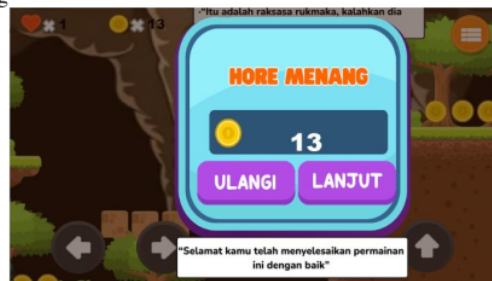 1 13
-"Itu adalah raksasa rukmaka, kalahkan dia
HORE MENANG
13
ULANGI LANJUT
"Selamat kamu telah menyelesaikan permainan
ini dengan baik"